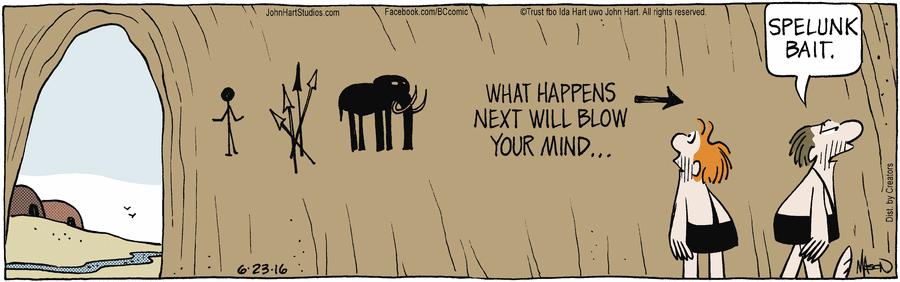 JohnHartStudios.com
Facebook.com/BCcomic
©Trust fbo Ida Hart uwo John Hart. All rights reserved.
SPELUNK
BAIT.
WHAT HAPPENS
NEXT WILL BLOW
YOUR MIND...
Dist. by Creators
6·23·16
MASON